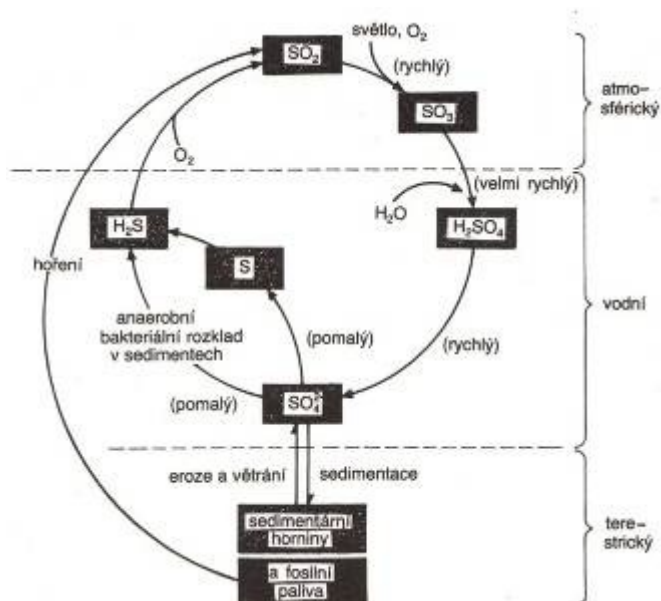 světlo, O₂
SO₂
(rychlý)
SO₃
atmo-
sférický
O₂
(velmi rychlý)
H₂O
H₂S
H₂SO₄
hoření
S
vodní
anaerobní
bakteriální rozklad
v sedimentech
(pomalý)
(rychlý)
(pomalý)
SO₄²⁻
eroze a větrání
sedimentace
sedimentární
horniny
tere-
strický
a fosilní
paliva